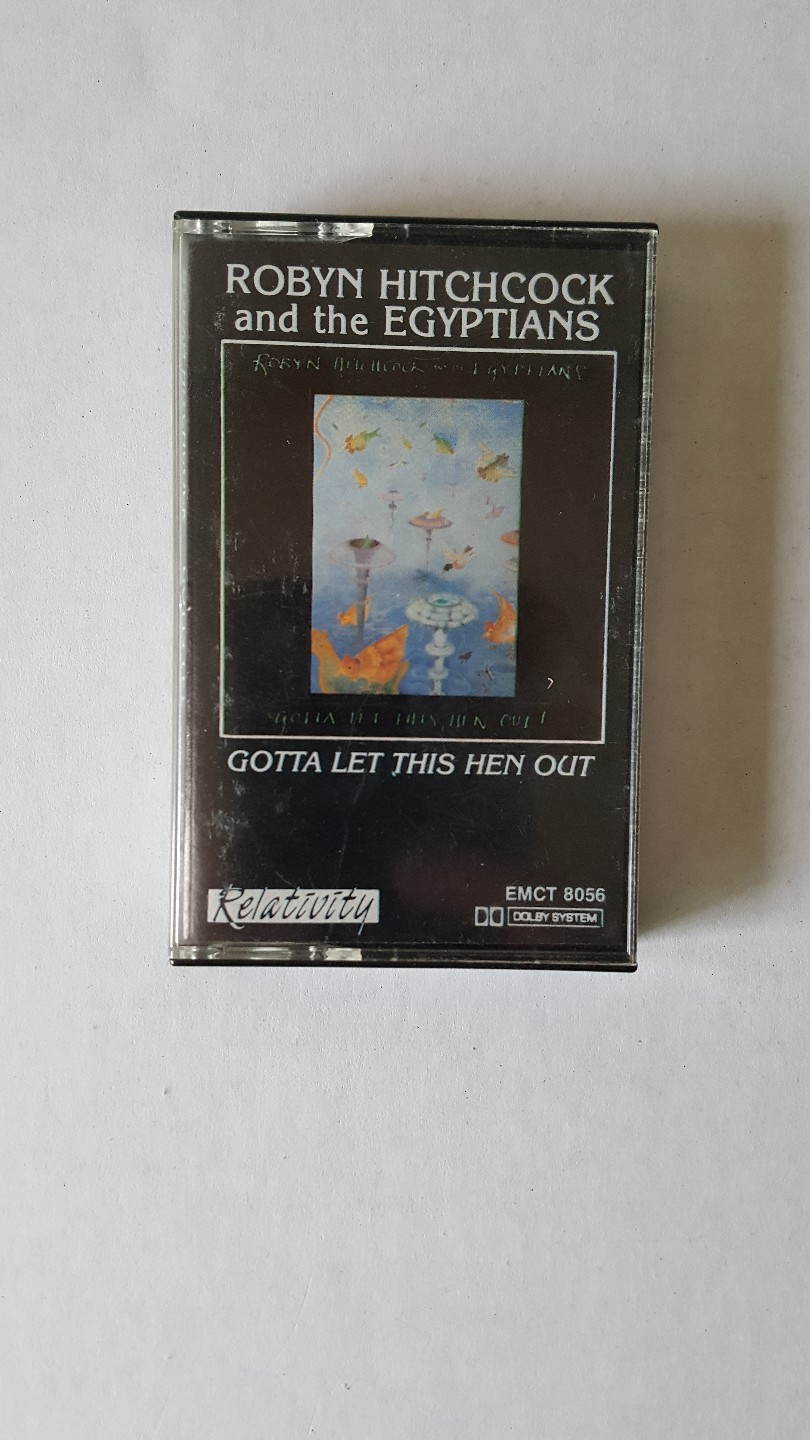 ROBYN HITCHCOCK
and the EGYPTIANS
ROBYN HITCHCOCK EGYPTIANS
GOTTA LET THIS HEN OUT!
GOTTA LET THIS HEN OUT
Relativity
EMCT 8056
DOLBY SYSTEM